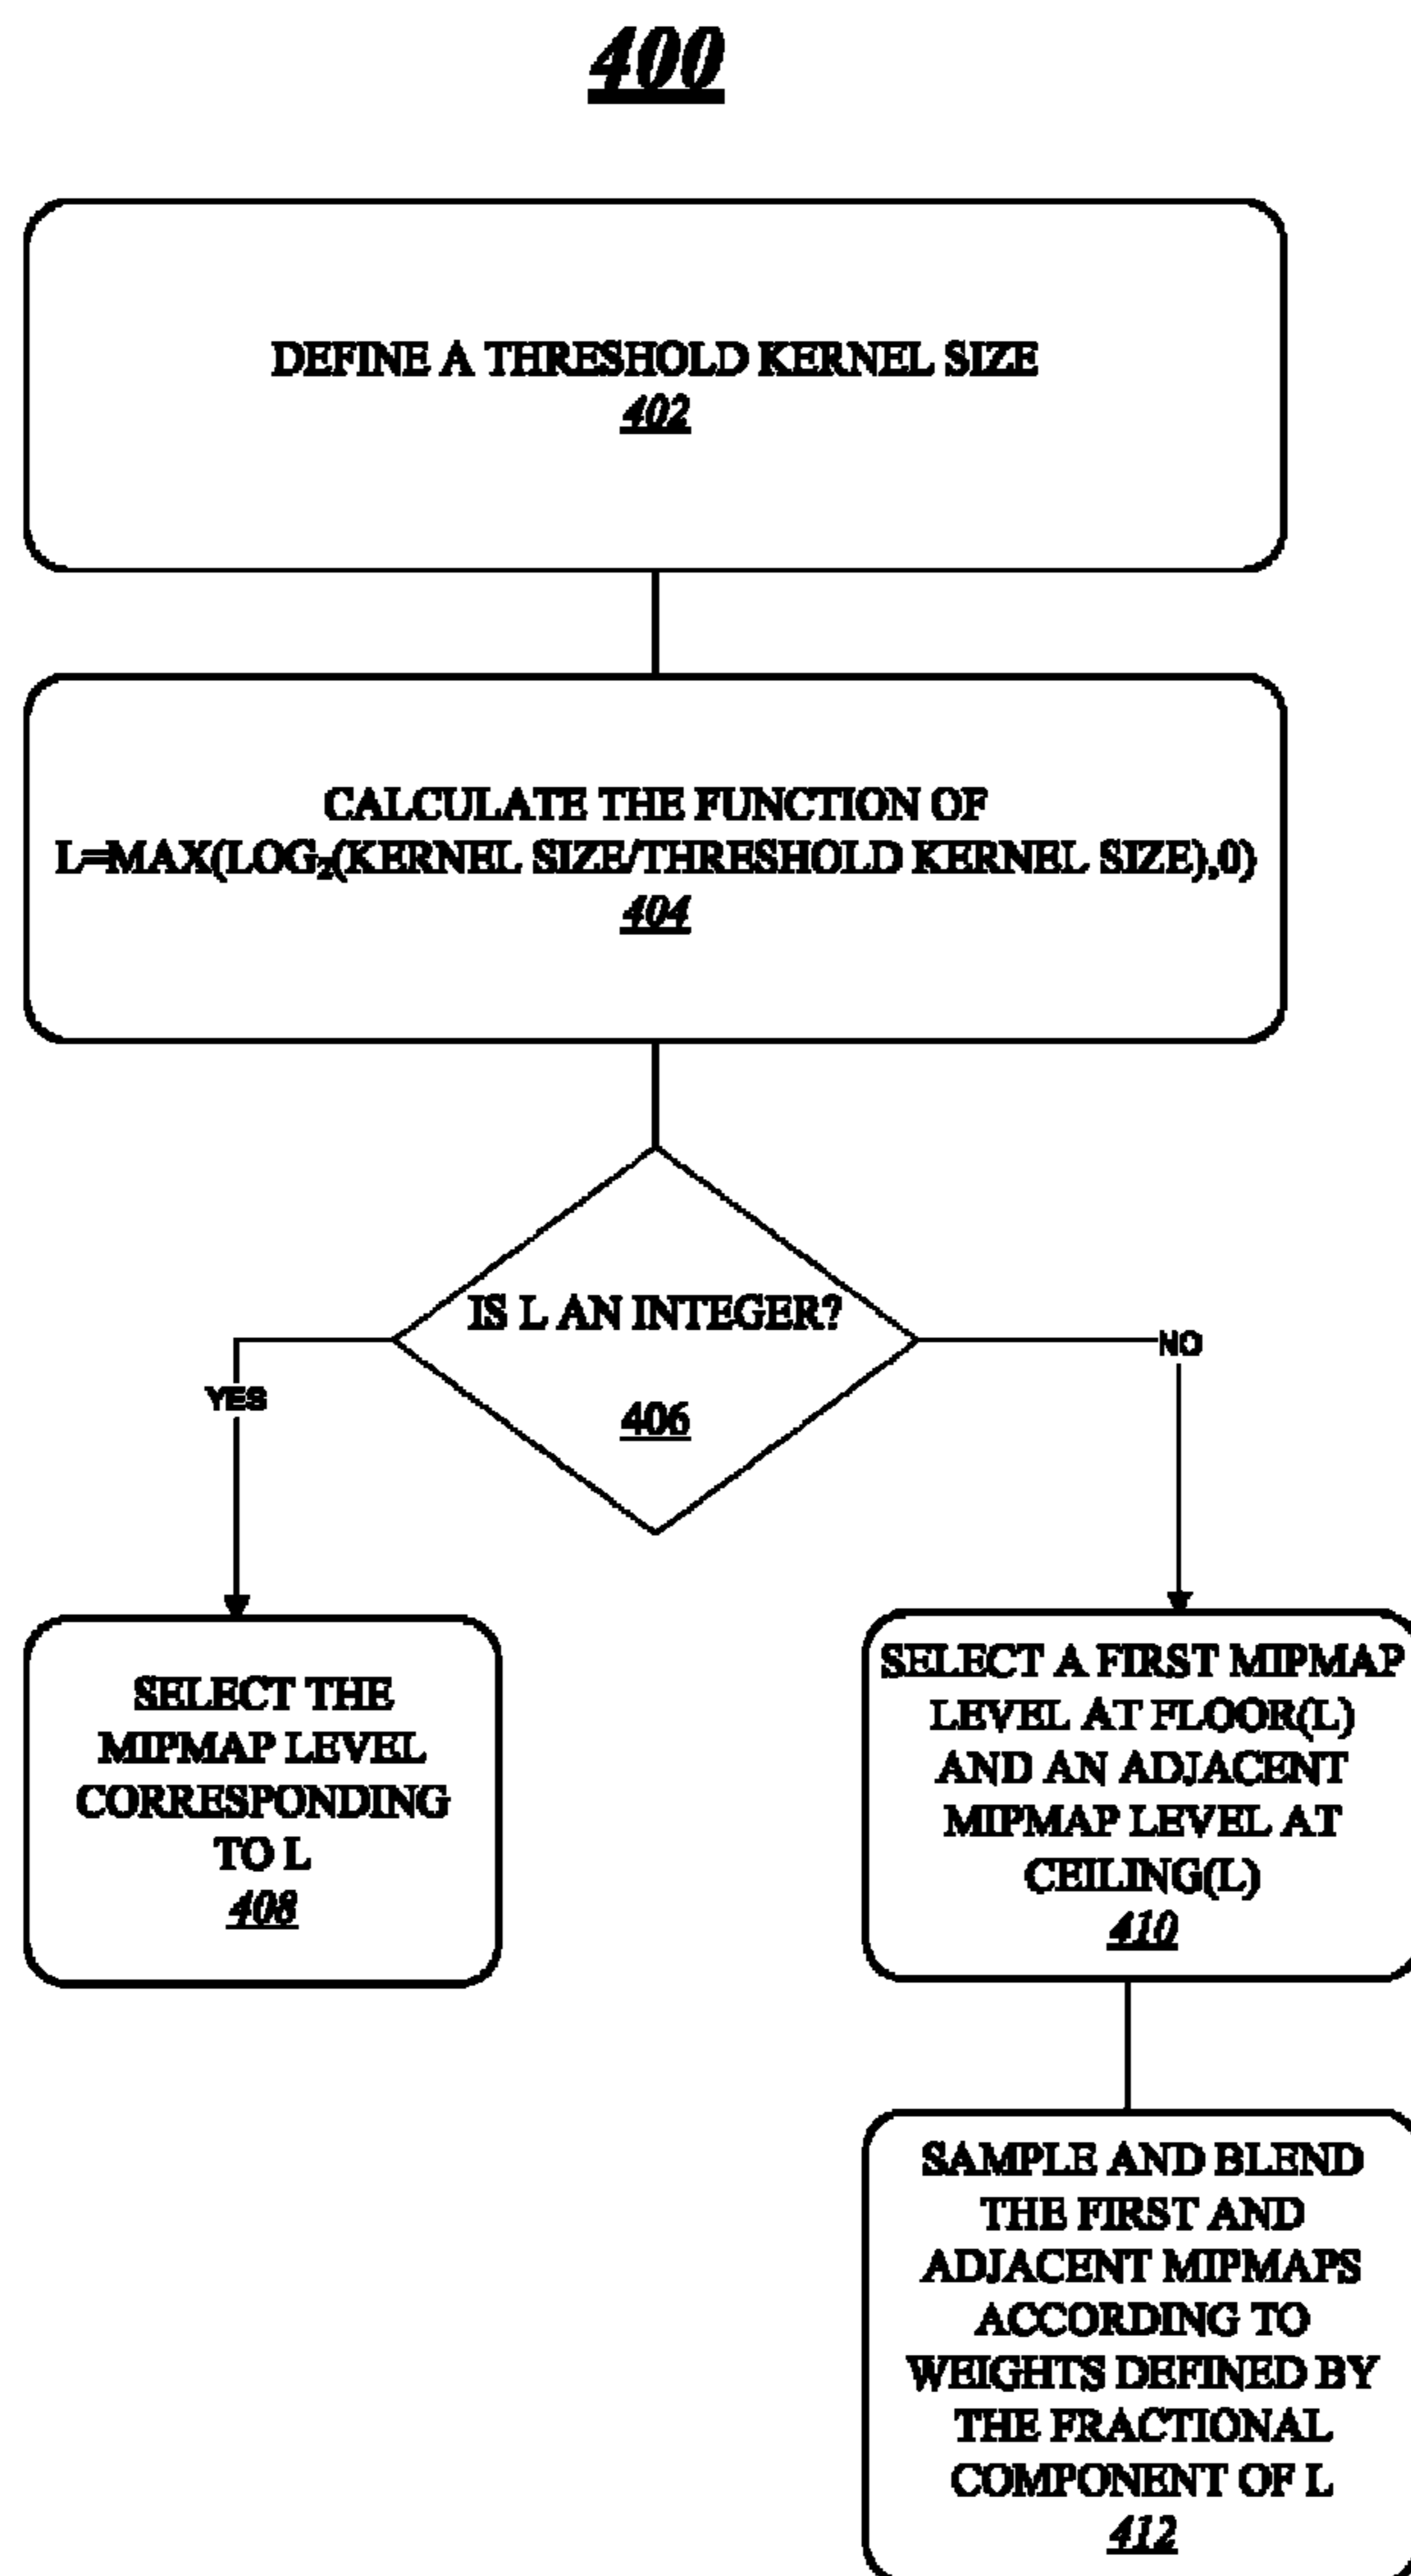 400
DEFINE A THRESHOLD KERNEL SIZE
402
CALCULATE THE FUNCTION OF
L=MAX(LOG₂(KERNEL SIZE/THRESHOLD KERNEL SIZE),0)
404
IS L AN INTEGER?
406
YES
NO
SELECT THE
MIPMAP LEVEL
CORRESPONDING
TO L
408
SELECT A FIRST MIPMAP
LEVEL AT FLOOR(L)
AND AN ADJACENT
MIPMAP LEVEL AT
CEILING(L)
410
SAMPLE AND BLEND
THE FIRST AND
ADJACENT MIPMAPS
ACCORDING TO
WEIGHTS DEFINED BY
THE FRACTIONAL
COMPONENT OF L
412